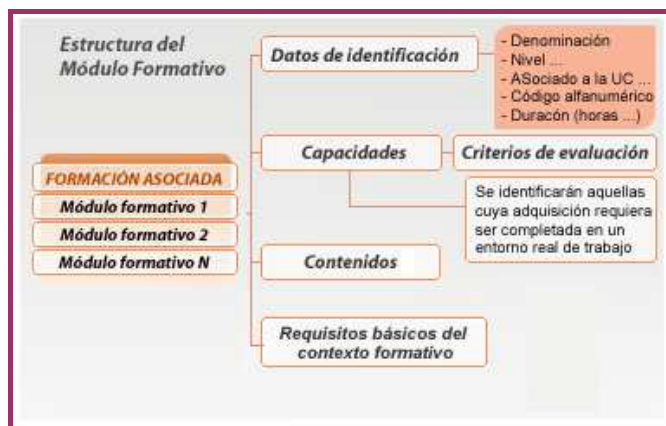 Estructura del
Módulo Formativo
FORMACIÓN ASOCIADA
Módulo formativo 1
Módulo formativo 2
Módulo formativo N
Datos de identificación
- Denominación
- Nivel ...
- ASociado a la UC ...
- Código alfanumérico
- Duracón (horas ...)
Capacidades
Criterios de evaluación
Se identificarán aquellas
cuya adquisición requiera
ser completada en un
entorno real de trabajo
Contenidos
Requisitos básicos del
contexto formativo